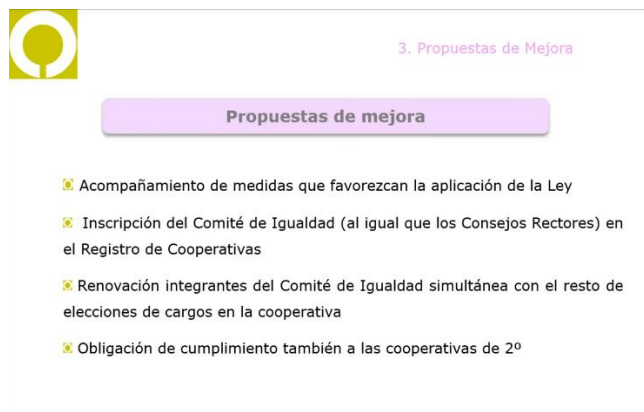 3. Propuestas de Mejora
Propuestas de mejora
Acompañamiento de medidas que favorezcan la aplicación de la Ley
Inscripción del Comité de Igualdad (al igual que los Consejos Rectores) en
el Registro de Cooperativas
Renovación integrantes del Comité de Igualdad simultánea con el resto de
elecciones de cargos en la cooperativa
Obligación de cumplimiento también a las cooperativas de 2º